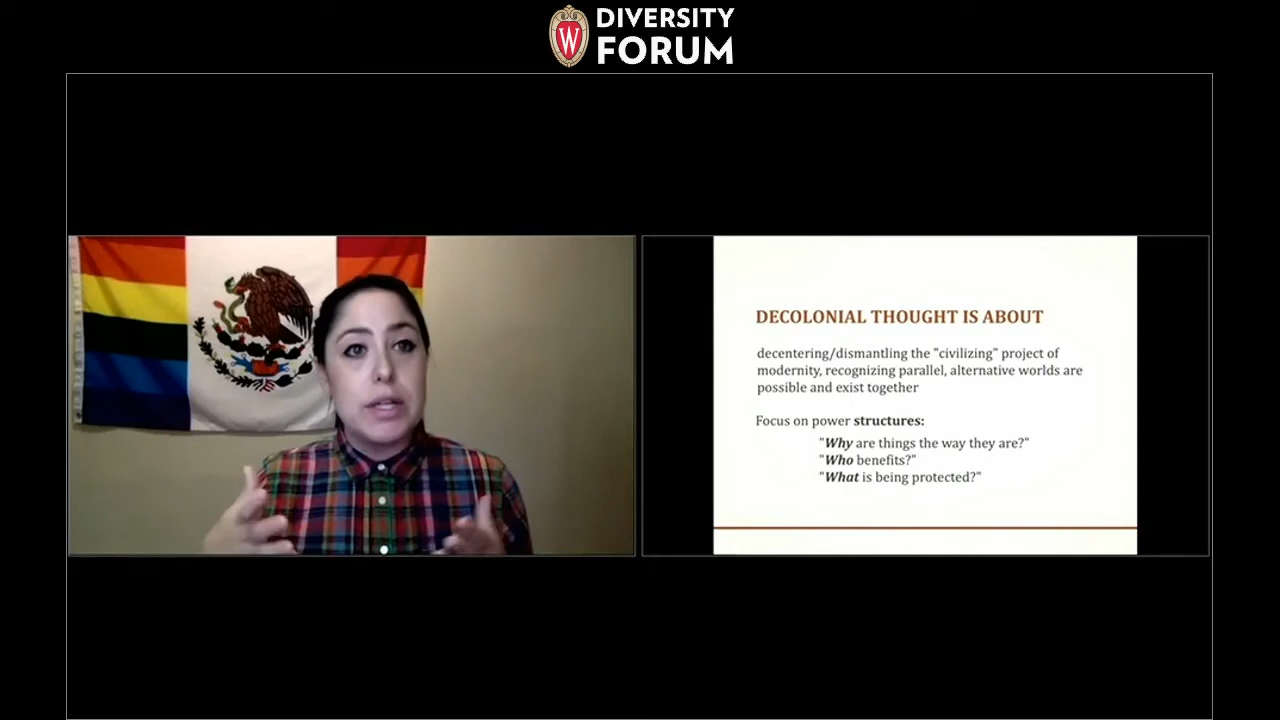 DIVERSITY
FORUM
W
DECOLONIAL THOUGHT IS ABOUT
decentering/dismantling the "civilizing" project of
modernity, recognizing parallel, alternative worlds are
possible and exist together
Focus on power structures:
"Why are things the way they are?"
"Who benefits?"
"What is being protected?"